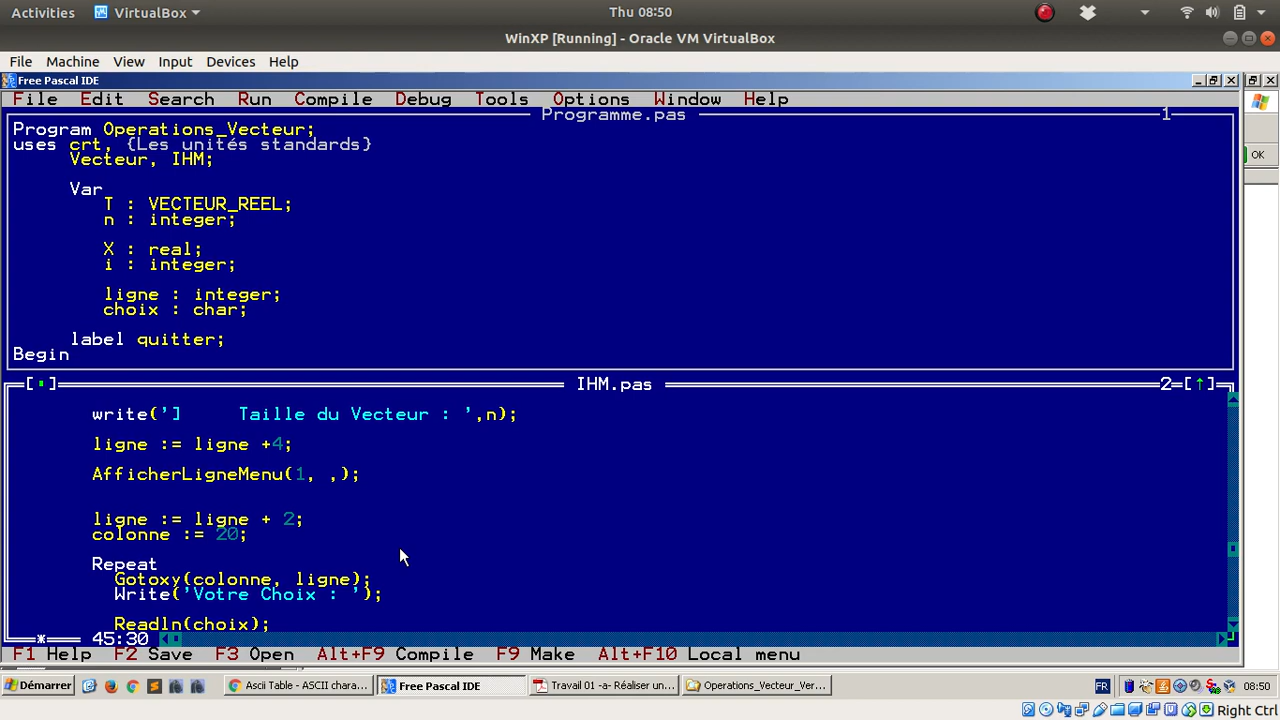 Activities VirtualBox Thu 08:50
WinXP [Running] - Oracle VM VirtualBox
File Machine View Input Devices Help
Free Pascal IDE
File Edit Search Run Compile Debug Tools Options Window Help
Programme.pas 1
Program Operations_Vecteur;
uses crt, {Les unités standards}
Vecteur, IHM;
Var
T : VECTEUR_REEL;
n : integer;
X : real;
i : integer;
ligne : integer;
choix : char;
label quitter;
Begin
OK
[▪] IHM.pas 2=[↑]
write(']     Taille du Vecteur : ',n);
ligne := ligne +4;
AfficherLigneMenu(1, ,);
ligne := ligne + 2;
colonne := 20;
Repeat
Gotoxy(colonne, ligne);
Write('Votre Choix : ');
Readln(choix);
* 45:30
F1 Help F2 Save F3 Open Alt+F9 Compile F9 Make Alt+F10 Local menu
Démarrer Ascii Table - ASCII chara... Free Pascal IDE Travail 01 -a- Réaliser un... Operations_Vecteur_Ver... FR 08:50
Right Ctrl